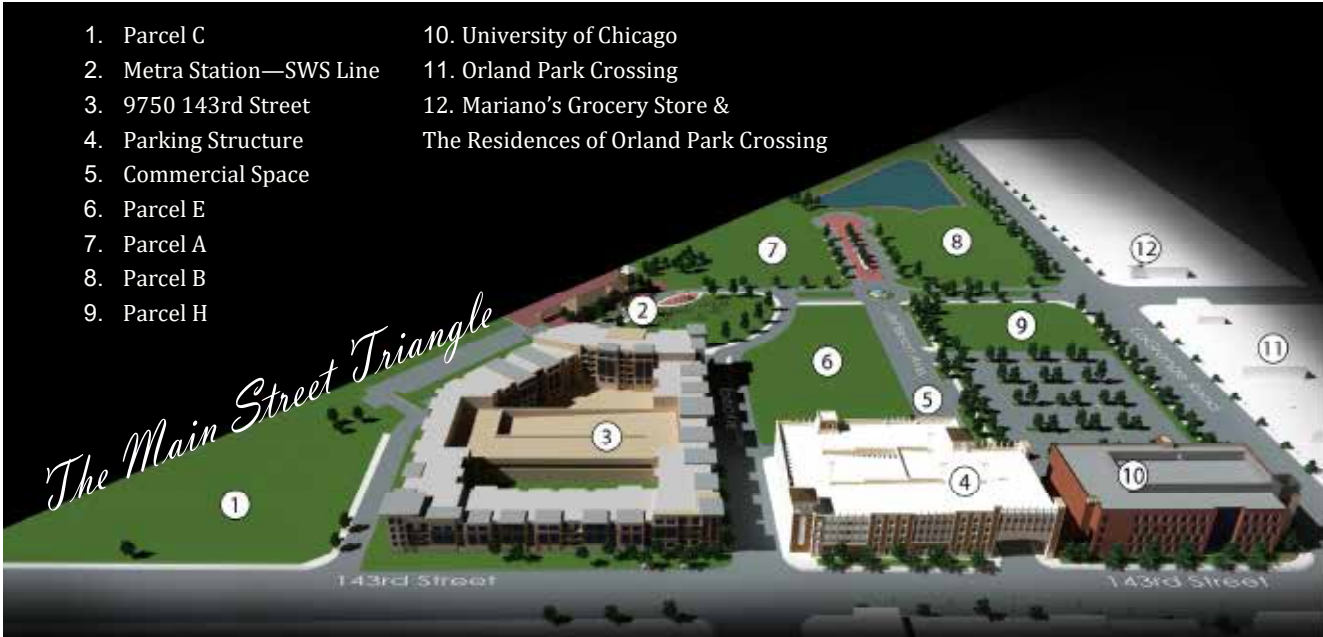 1. Parcel C
2. Metra Station—SWS Line
3. 9750 143rd Street
4. Parking Structure
5. Commercial Space
6. Parcel E
7. Parcel A
8. Parcel B
9. Parcel H
10. University of Chicago
11. Orland Park Crossing
12. Mariano's Grocery Store &
The Residences of Orland Park Crossing
The Main Street Triangle
12
8
7
2
9
11
6
5
3
10
4
1
143rd Street
143rd Street